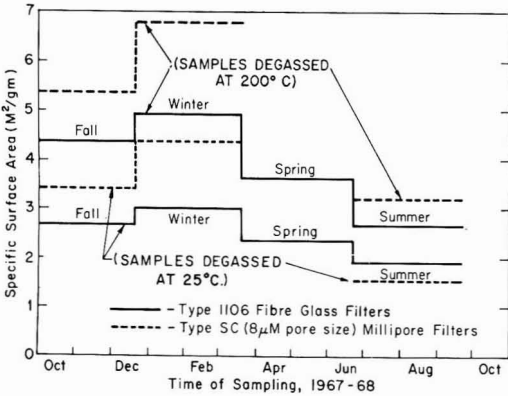 7
6
5
4
3
2
1
0
Specific Surface Area (M²/gm)
(SAMPLES DEGASSED
AT 200° C)
Winter
Fall
Spring
Summer
Fall
Winter
Spring
Summer
(SAMPLES DEGASSED
AT 25°C.)
– Type 1106 Fibre Glass Filters
– Type SC (8μM pore size) Millipore Filters
Oct Dec Feb Apr Jun Aug Oct
Time of Sampling, 1967-68